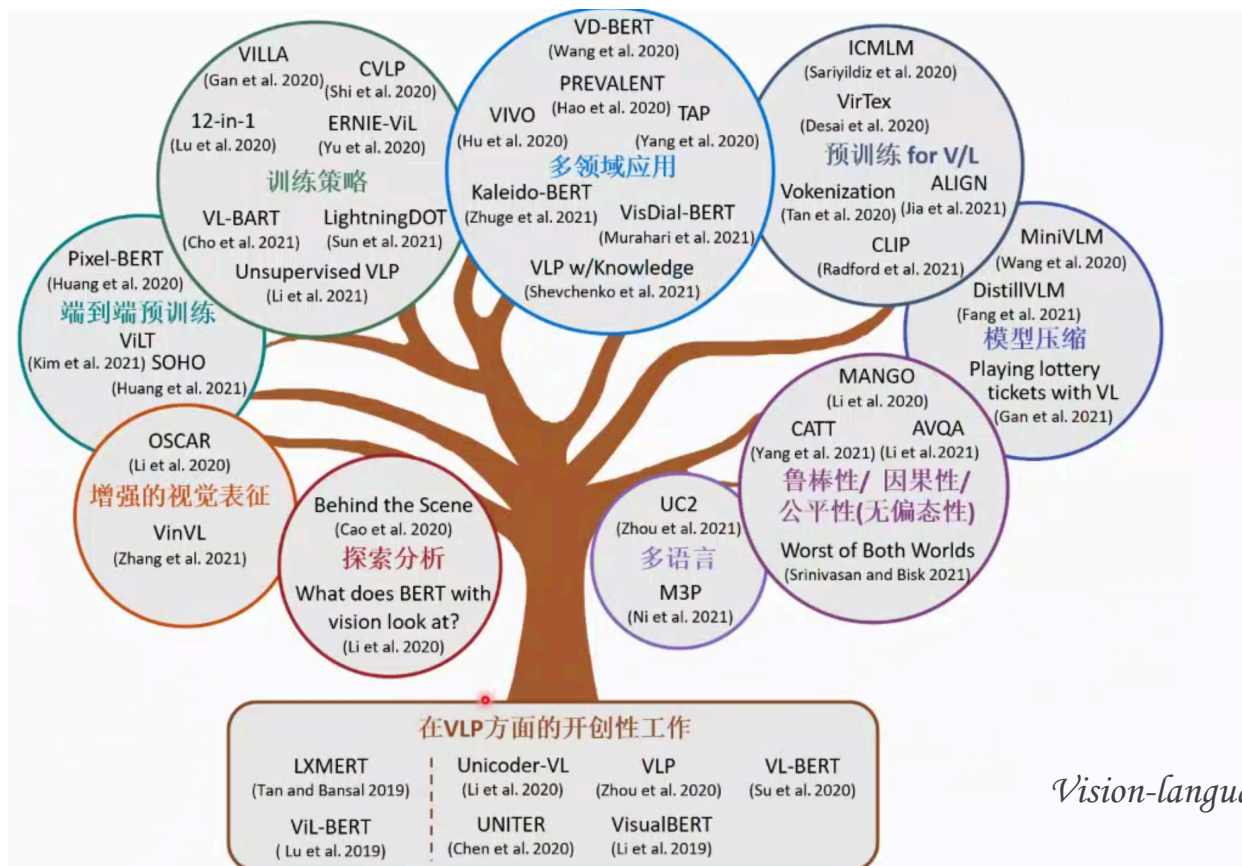 VILLA
(Gan et al. 2020)
CVLP
(Shi et al. 2020)
12-in-1
(Lu et al. 2020)
ERNIE-ViL
(Yu et al. 2020)
训练策略
VL-BART
(Cho et al. 2021)
LightningDOT
(Sun et al. 2021)
Unsupervised VLP
(Li et al. 2021)
VD-BERT
(Wang et al. 2020)
PREVALENT
(Hao et al. 2020)
VIVO
(Hu et al. 2020)
TAP
(Yang et al. 2020)
多领域应用
Kaleido-BERT
(Zhuge et al. 2021)
VisDial-BERT
(Murahari et al. 2021)
VLP w/Knowledge
(Shevchenko et al. 2021)
ICMLM
(Sariyildiz et al. 2020)
VirTex
(Desai et al. 2020)
预训练 for V/L
Vokenization
(Tan et al. 2020)
ALIGN
(Jia et al. 2021)
CLIP
(Radford et al. 2021)
Pixel-BERT
(Huang et al. 2020)
端到端预训练
ViLT
(Kim et al. 2021)
SOHO
(Huang et al. 2021)
MiniVLM
(Wang et al. 2020)
DistillVLM
(Fang et al. 2021)
模型压缩
Playing lottery
tickets with VL
(Gan et al. 2021)
OSCAR
(Li et al. 2020)
增强的视觉表征
VinVL
(Zhang et al. 2021)
Behind the Scene
(Cao et al. 2020)
探索分析
What does BERT with
vision look at?
(Li et al. 2020)
UC2
(Zhou et al. 2021)
多语言
M3P
(Ni et al. 2021)
MANGO
(Li et al. 2020)
CATT
(Yang et al. 2021)
AVQA
(Li et al. 2021)
鲁棒性/ 因果性/
公平性(无偏态性)
Worst of Both Worlds
(Srinivasan and Bisk 2021)
在VLP方面的开创性工作
LXMERT
(Tan and Bansal 2019)
ViL-BERT
( Lu et al. 2019)
Unicoder-VL
(Li et al. 2020)
VLP
(Zhou et al. 2020)
VL-BERT
(Su et al. 2020)
UNITER
(Chen et al. 2020)
VisualBERT
(Li et al. 2019)